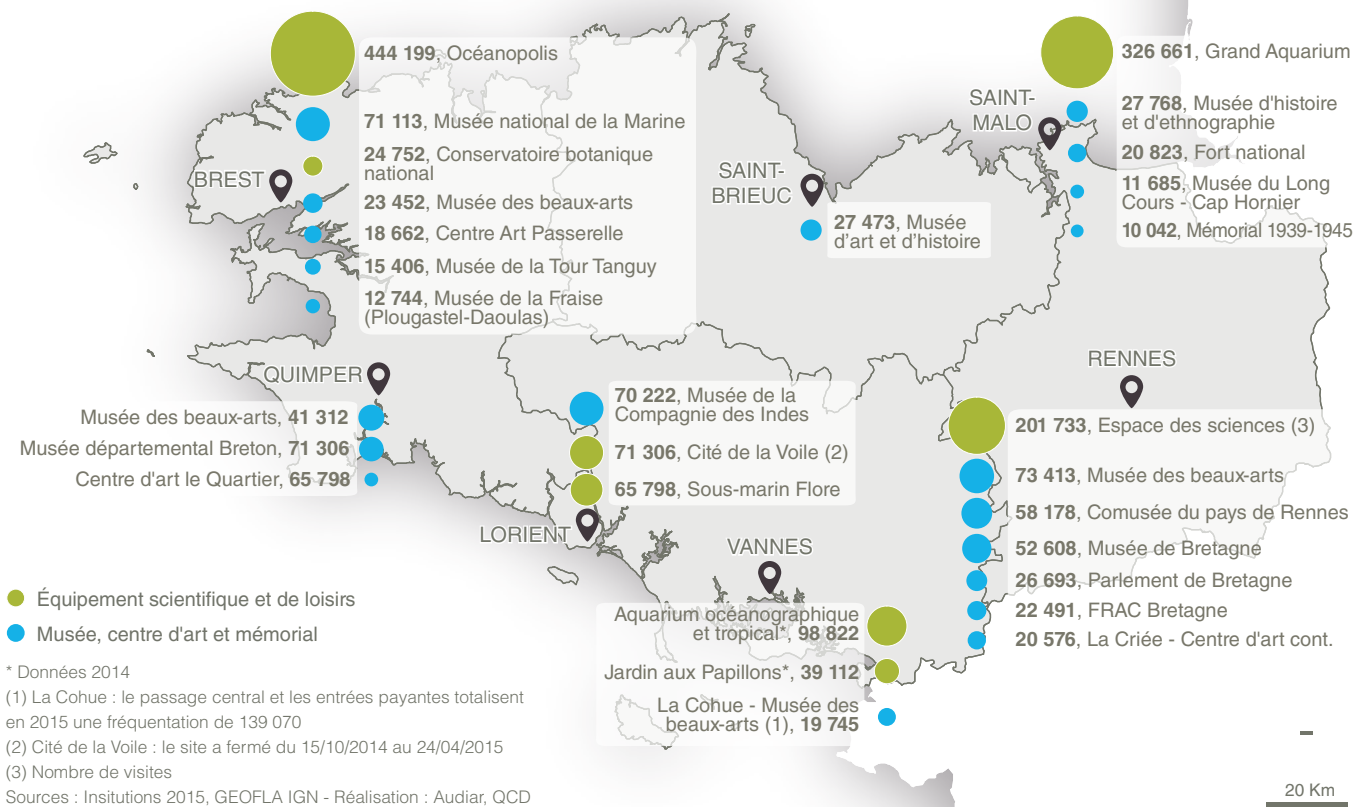 444 199, Océanopolis
71 113, Musée national de la Marine
24 752, Conservatoire botanique
national
23 452, Musée des beaux-arts
18 662, Centre Art Passerelle
15 406, Musée de la Tour Tanguy
12 744, Musée de la Fraise
(Plougastel-Daoulas)
BREST
SAINT-
BRIEUC
27 473, Musée
d'art et d'histoire
SAINT-
MALO
326 661, Grand Aquarium
27 768, Musée d'histoire
et d'ethnographie
20 823, Fort national
11 685, Musée du Long
Cours - Cap Hornier
10 042, Mémorial 1939-1945
QUIMPER
Musée des beaux-arts, 41 312
Musée départemental Breton, 71 306
Centre d'art le Quartier, 65 798
70 222, Musée de la
Compagnie des Indes
71 306, Cité de la Voile (2)
65 798, Sous-marin Flore
LORIENT
RENNES
201 733, Espace des sciences (3)
73 413, Musée des beaux-arts
58 178, Comusée du pays de Rennes
52 608, Musée de Bretagne
26 693, Parlement de Bretagne
22 491, FRAC Bretagne
20 576, La Criée - Centre d'art cont.
VANNES
Aquarium océanographique
et tropical*, 98 822
Jardin aux Papillons*, 39 112
La Cohue - Musée des
beaux-arts (1), 19 745
Équipement scientifique et de loisirs
Musée, centre d'art et mémorial
* Données 2014
(1) La Cohue : le passage central et les entrées payantes totalisent
en 2015 une fréquentation de 139 070
(2) Cité de la Voile : le site a fermé du 15/10/2014 au 24/04/2015
(3) Nombre de visites
Sources : Insitutions 2015, GEOFLA IGN - Réalisation : Audiar, QCD
20 Km